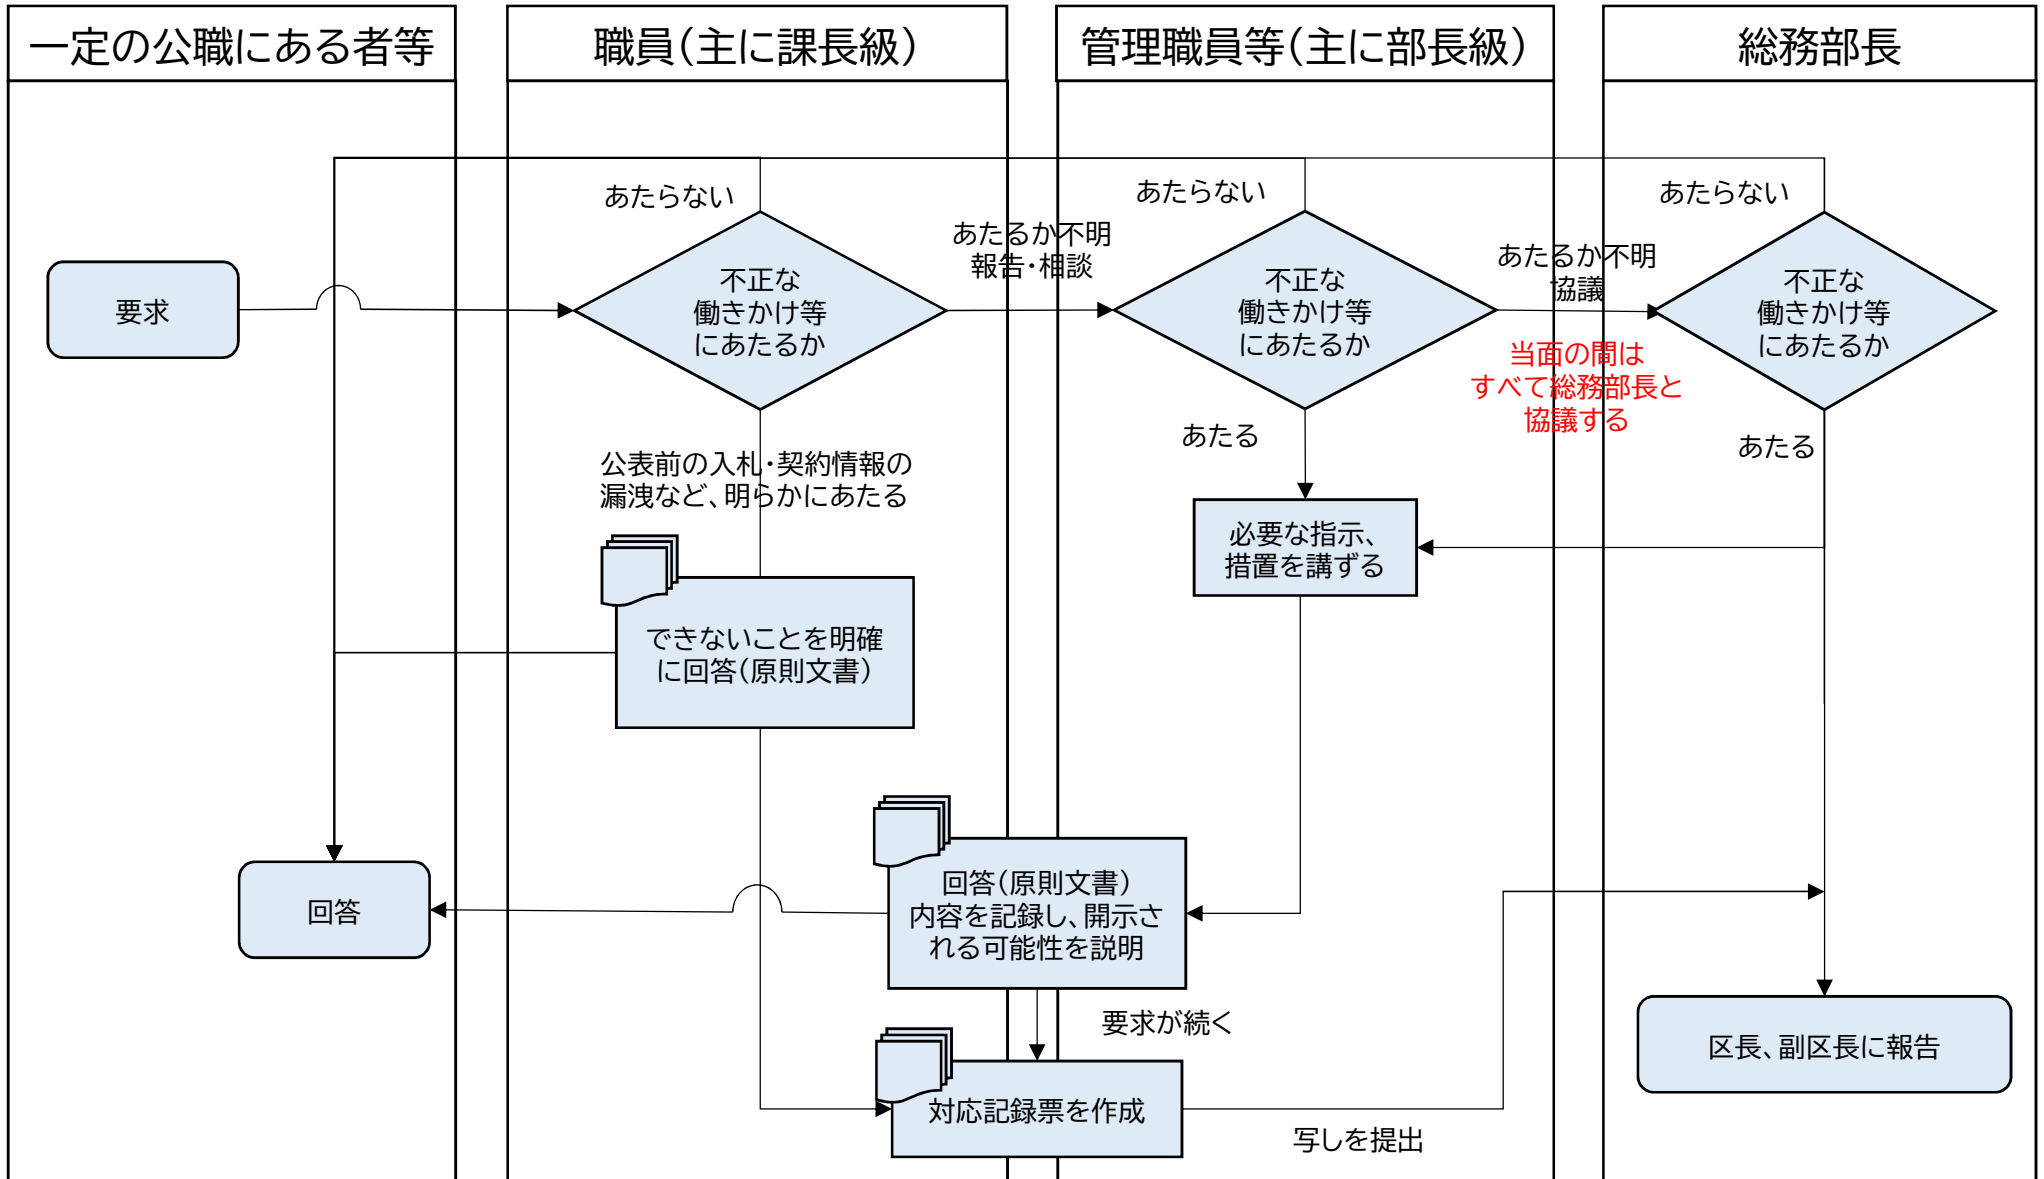 一定の公職にある者等
職員（主に課長級）
管理職員等（主に部長級）
総務部長
あたらない
あたらない
あたらない
あたるか不明
報告・相談
あたるか不明
協議
要求
不正な
働きかけ等
にあたるか
不正な
働きかけ等
にあたるか
不正な
働きかけ等
にあたるか
当面の間は
すべて総務部長と
協議する
あたる
あたる
公表前の入札・契約情報の
漏洩など、明らかにあたる
必要な指示、
措置を講ずる
できないことを明確
に回答（原則文書）
回答
回答（原則文書）
内容を記録し、開示さ
れる可能性を説明
要求が続く
区長、副区長に報告
対応記録票を作成
写しを提出